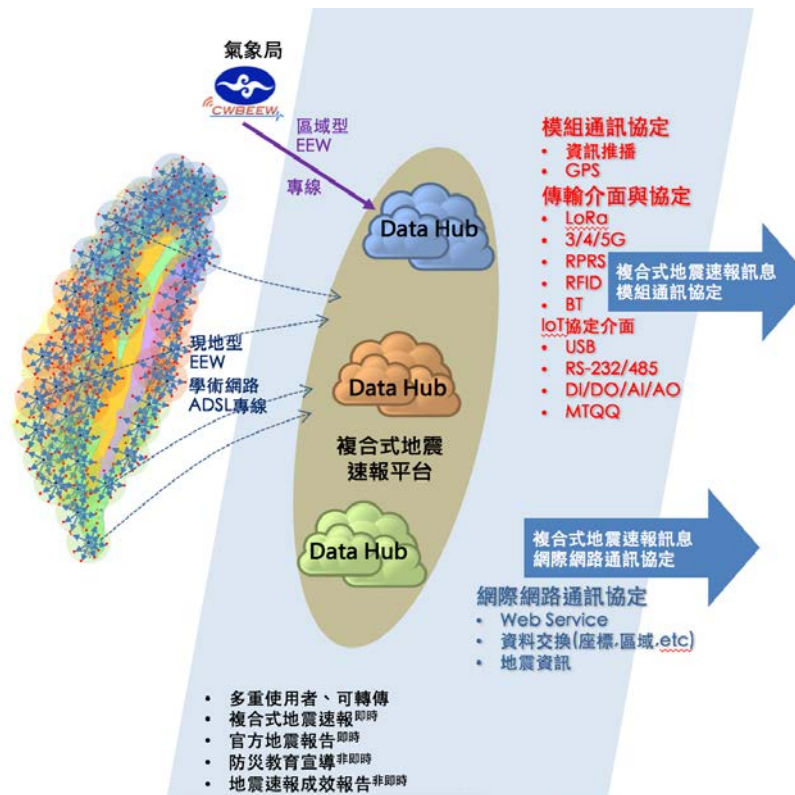 氣象局
CWBEEW
區域型
EEW
專線
Data Hub
現地型
EEW
學術網路
ADSL專線
Data Hub
複合式地震
速報平台
Data Hub
模組通訊協定
• 資訊推播
• GPS
傳輸介面與協定
• LoRa
• 3/4/5G
• RPRS
• RFID
• BT
IoT協定介面
• USB
• RS-232/485
• DI/DO/AI/AO
• MTQQ
複合式地震速報訊息
模組通訊協定
複合式地震速報訊息
網際網路通訊協定
網際網路通訊協定
• Web Service
• 資料交換(座標,區域,etc)
• 地震資訊
• 多重使用者、可轉傳
• 複合式地震速報即時
• 官方地震報告即時
• 防災教育宣導非即時
• 地震速報成效報告非即時